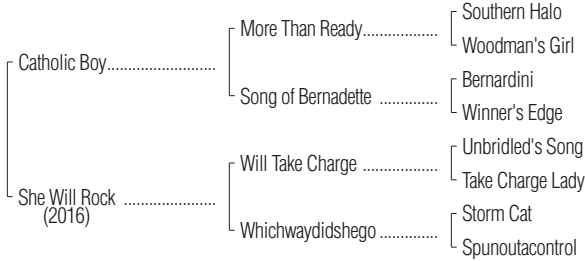 Southern Halo
More Than Ready..................
Woodman's Girl
Catholic Boy..........................
Bernardini
Song of Bernadette ..............
Winner's Edge
Unbridled's Song
Will Take Charge ..................
Take Charge Lady
She Will Rock ......................
(2016)
Storm Cat
Whichwaydidshego ..............
Spunoutacontrol